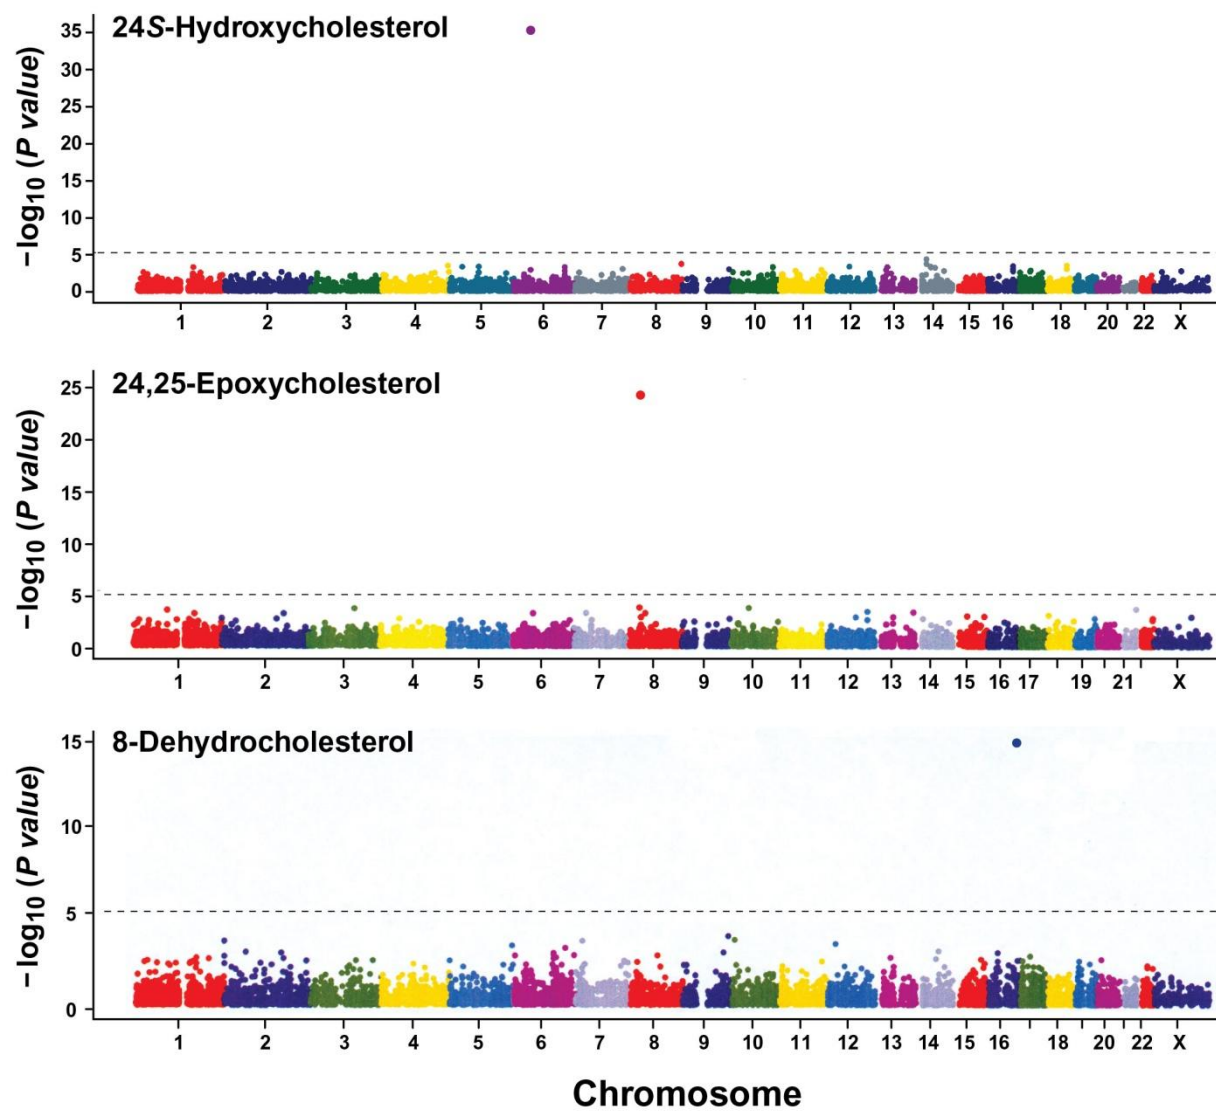 24S-Hydroxycholesterol
−log10 (P value)
35
30
25
20
15
10
5
0
1 2 3 4 5 6 7 8 9 10 11 12 13 14 15 16 18 20 22 X
24,25-Epoxycholesterol
−log10 (P value)
25
20
15
10
5
0
1 2 3 4 5 6 7 8 9 10 11 12 13 14 15 16 17 19 21 X
8-Dehydrocholesterol
−log10 (P value)
15
10
5
0
1 2 3 4 5 6 7 8 9 10 11 12 13 14 15 16 18 20 22 X
Chromosome